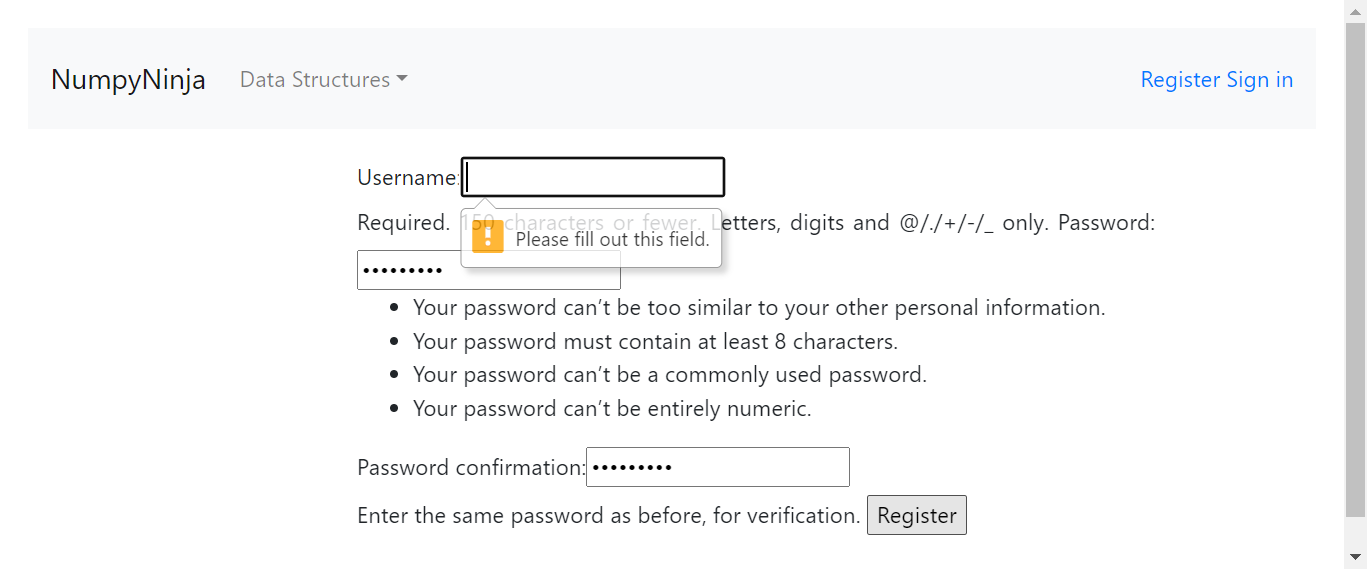 NumpyNinja Data Structures Register Sign in
Username:
Required. 150 characters or fewer. Letters, digits and @/./+/-/_ only. Password:
Please fill out this field.
•••••••••
Your password can’t be too similar to your other personal information.
Your password must contain at least 8 characters.
Your password can’t be a commonly used password.
Your password can’t be entirely numeric.
Password confirmation: •••••••••
Enter the same password as before, for verification. Register